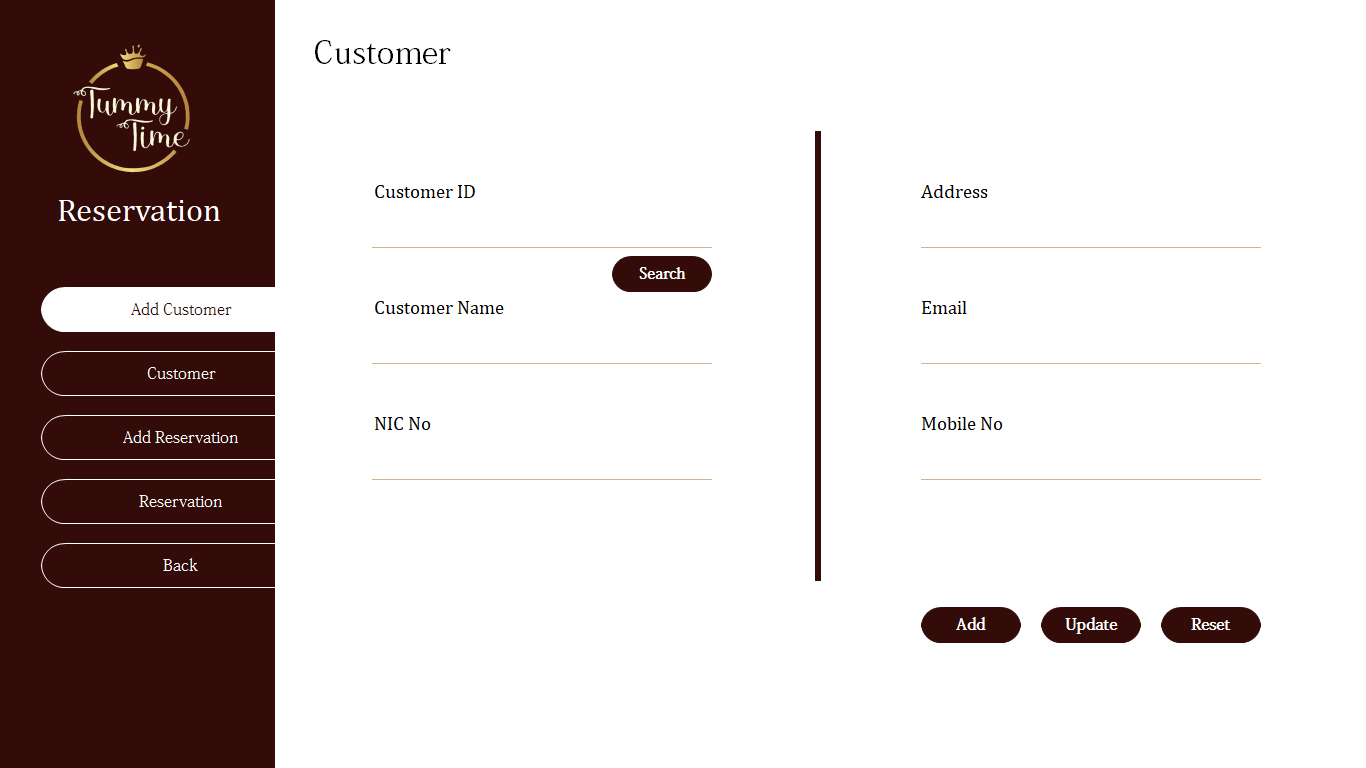 Tummy
Time
Reservation
Add Customer
Customer
Add Reservation
Reservation
Back
Customer
Customer ID
Search
Customer Name
NIC No
Address
Email
Mobile No
Add Update Reset